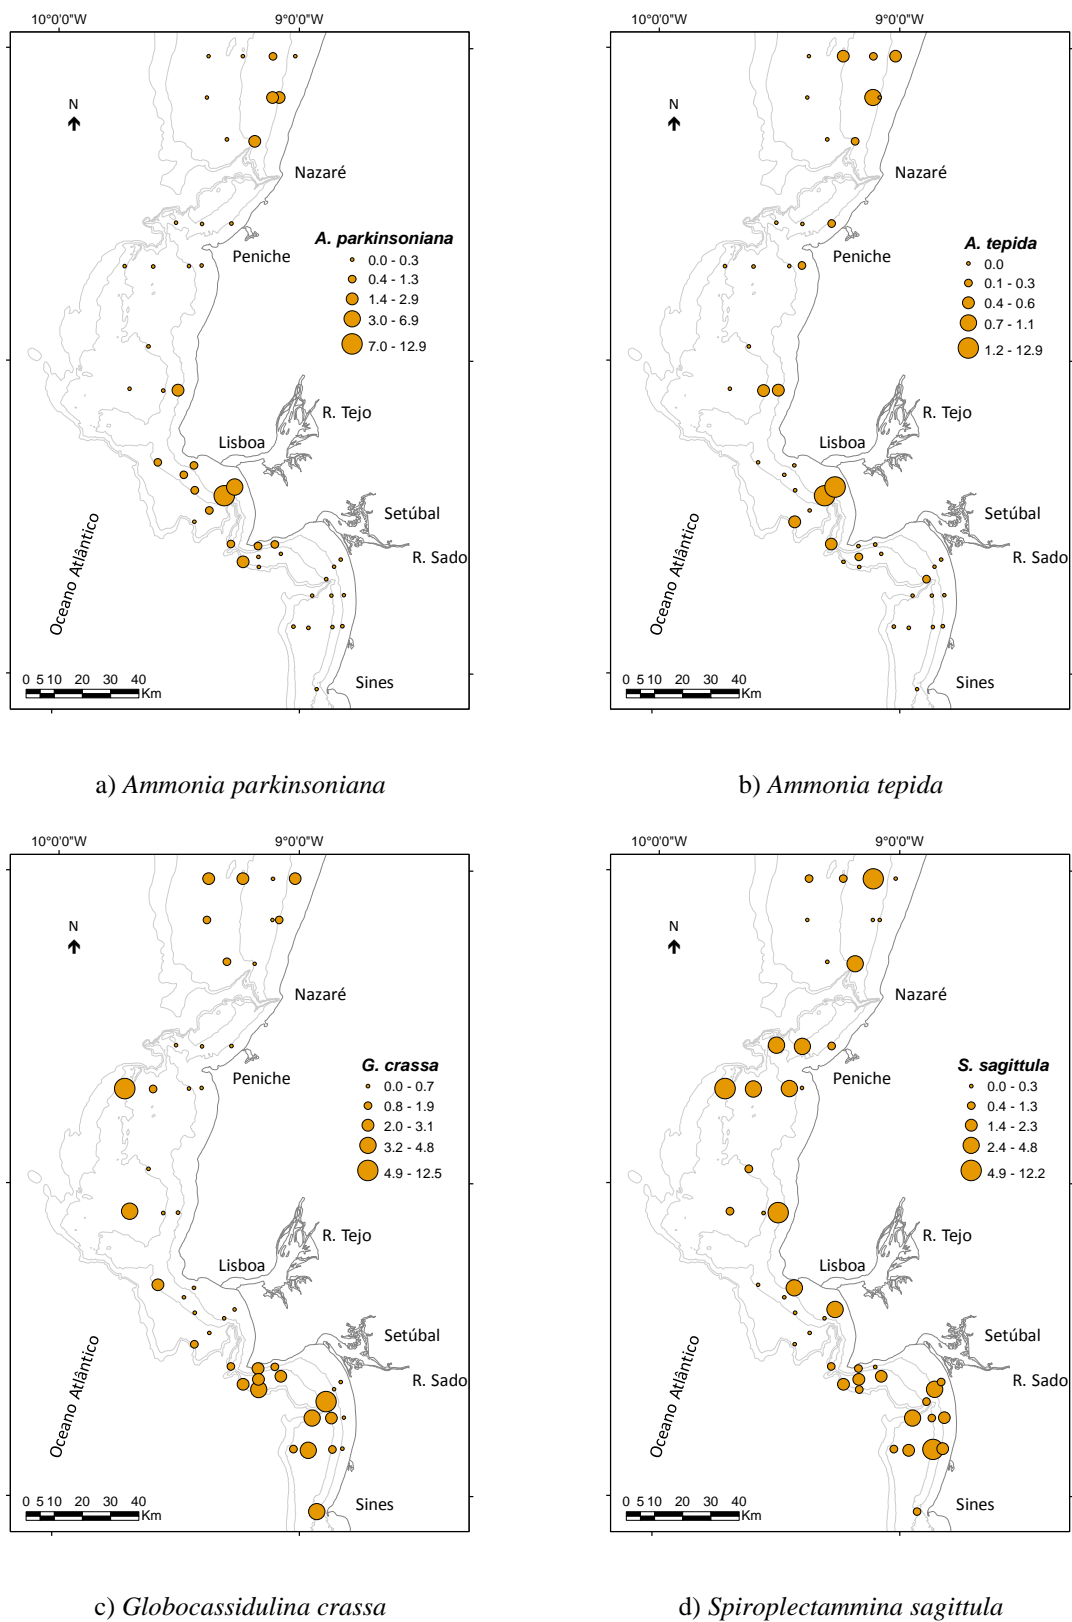 10°0'0"W 9°0'0"W
N
Nazaré
Peniche
A. parkinsoniana
0.0 - 0.3
0.4 - 1.3
1.4 - 2.9
3.0 - 6.9
7.0 - 12.9
R. Tejo
Lisboa
Setúbal
R. Sado
Oceano Atlântico
Sines
0 5 10 20 30 40
Km
a) Ammonia parkinsoniana
10°0'0"W 9°0'0"W
N
Nazaré
Peniche
A. tepida
0.0
0.1 - 0.3
0.4 - 0.6
0.7 - 1.1
1.2 - 12.9
R. Tejo
Lisboa
Setúbal
R. Sado
Oceano Atlântico
Sines
0 5 10 20 30 40
Km
b) Ammonia tepida
10°0'0"W 9°0'0"W
N
Nazaré
Peniche
G. crassa
0.0 - 0.7
0.8 - 1.9
2.0 - 3.1
3.2 - 4.8
4.9 - 12.5
R. Tejo
Lisboa
Setúbal
R. Sado
Oceano Atlântico
Sines
0 5 10 20 30 40
Km
c) Globocassidulina crassa
10°0'0"W 9°0'0"W
N
Nazaré
Peniche
S. sagittula
0.0 - 0.3
0.4 - 1.3
1.4 - 2.3
2.4 - 4.8
4.9 - 12.2
R. Tejo
Lisboa
Setúbal
R. Sado
Oceano Atlântico
Sines
0 5 10 20 30 40
Km
d) Spiroplectammina sagittula